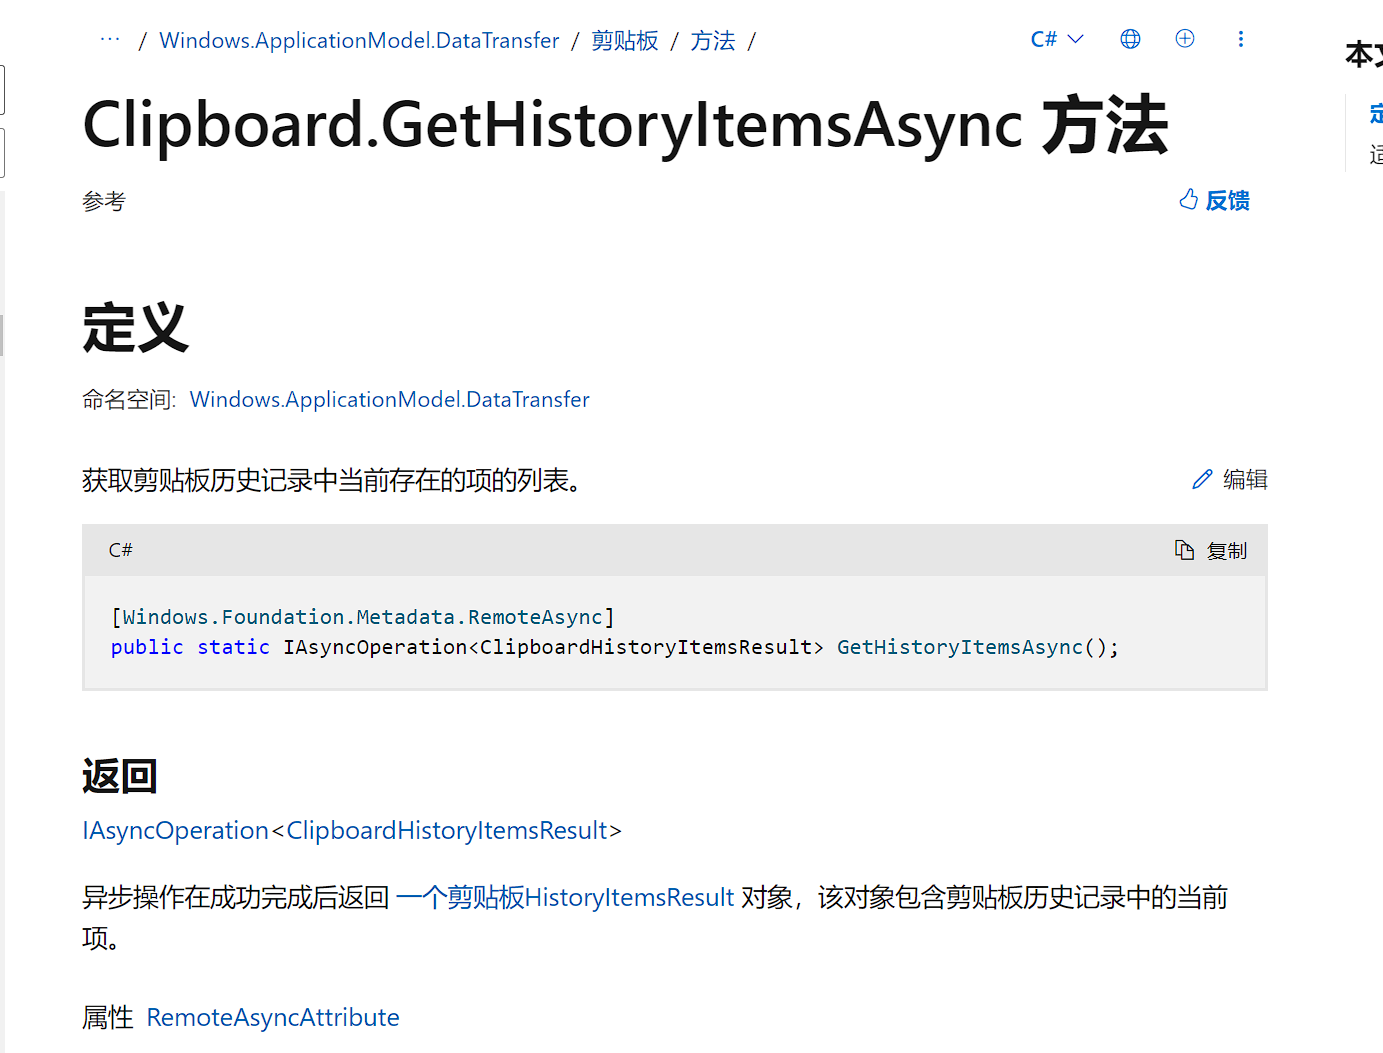 ··· / Windows.ApplicationModel.DataTransfer / 剪贴板 / 方法 /
C#
本文
Clipboard.GetHistoryItemsAsync 方法
参考
反馈
定义
命名空间: Windows.ApplicationModel.DataTransfer
获取剪贴板历史记录中当前存在的项的列表。
编辑
C#
复制
[Windows.Foundation.Metadata.RemoteAsync]
public static IAsyncOperation<ClipboardHistoryItemsResult> GetHistoryItemsAsync();
返回
IAsyncOperation<ClipboardHistoryItemsResult>
异步操作在成功完成后返回 一个剪贴板HistoryItemsResult 对象，该对象包含剪贴板历史记录中的当前
项。
属性 RemoteAsyncAttribute